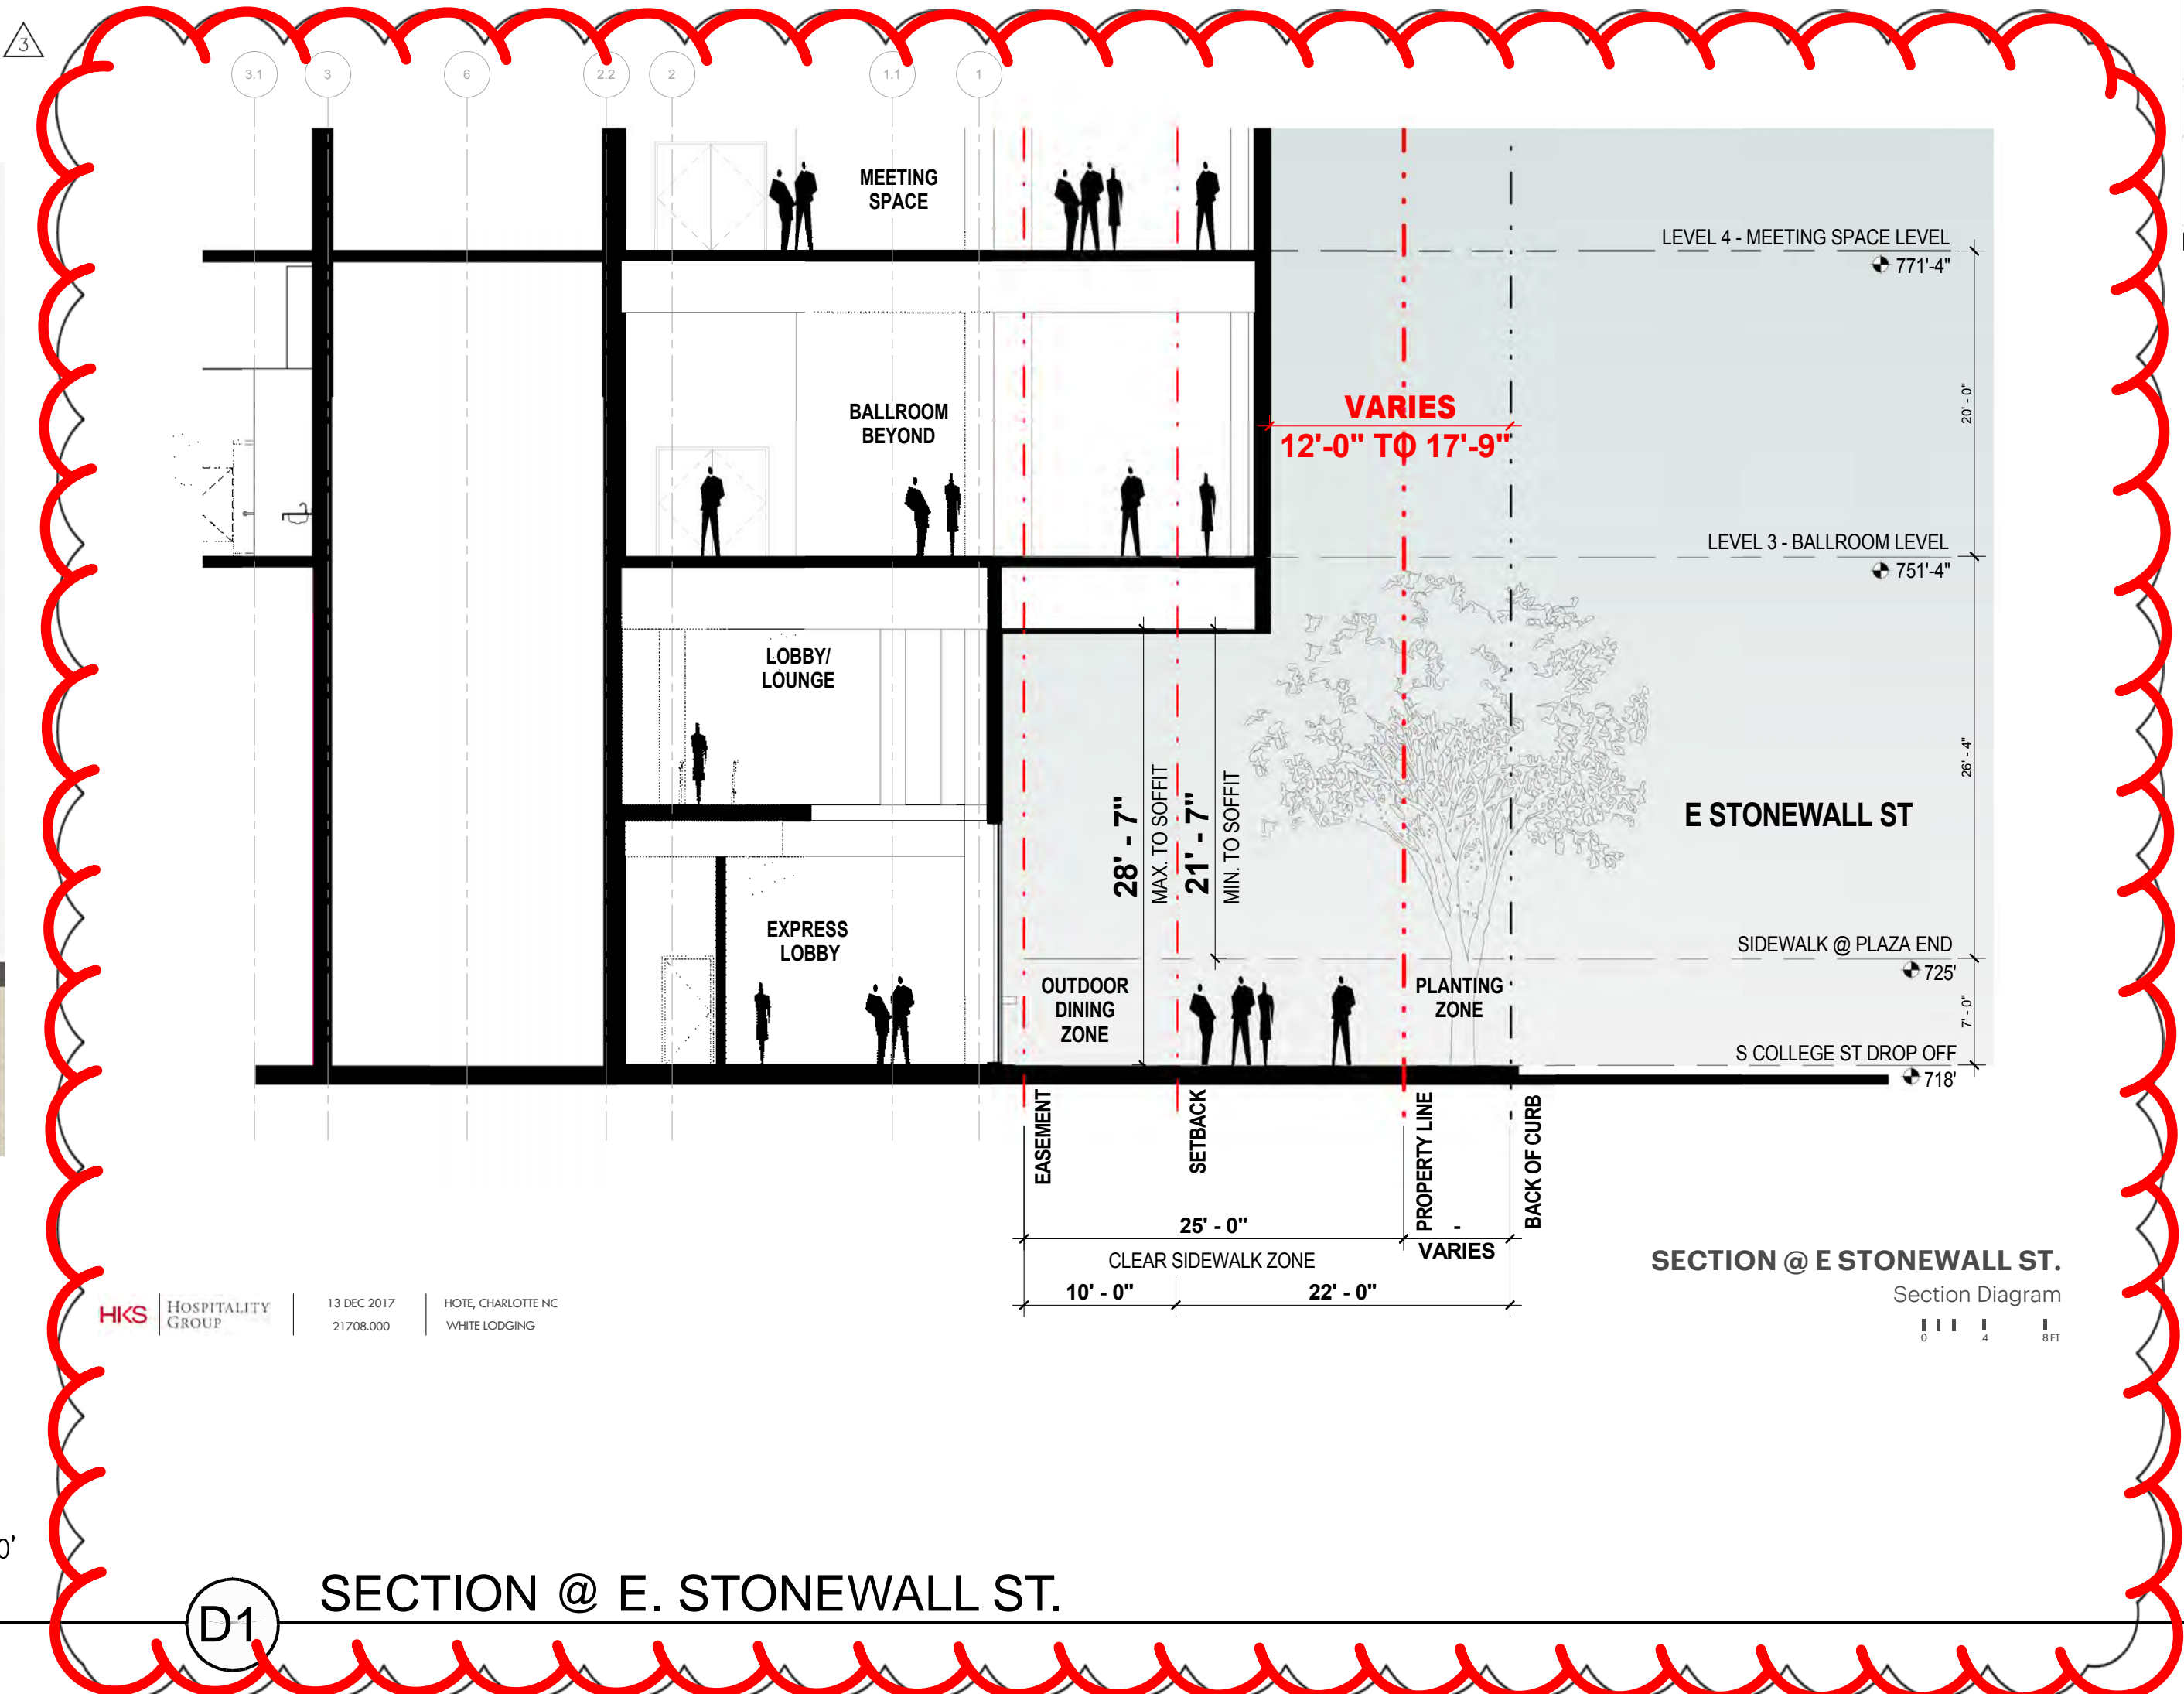 3
3.1
3
6
2.2
2
1.1
1
MEETING
SPACE
LEVEL 4 - MEETING SPACE LEVEL
771'-4"
20' - 0"
VARIES
12'-0" TO 17'-9"
BALLROOM
BEYOND
LEVEL 3 - BALLROOM LEVEL
751'-4"
LOBBY/
LOUNGE
26' - 4"
28' - 7"
MAX. TO SOFFIT
21' - 7"
MIN. TO SOFFIT
E STONEWALL ST
EXPRESS
LOBBY
SIDEWALK @ PLAZA END
725'
OUTDOOR
DINING
ZONE
PLANTING
ZONE
7' - 0"
S COLLEGE ST DROP OFF
718'
EASEMENT
SETBACK
PROPERTY LINE
BACK OF CURB
25' - 0"
-
VARIES
CLEAR SIDEWALK ZONE
10' - 0"
22' - 0"
SECTION @ E STONEWALL ST.
Section Diagram
0 4 8 FT
HKS
HOSPITALITY
GROUP
13 DEC 2017
21708.000
HOTE, CHARLOTTE NC
WHITE LODGING
0'
D1
SECTION @ E. STONEWALL ST.